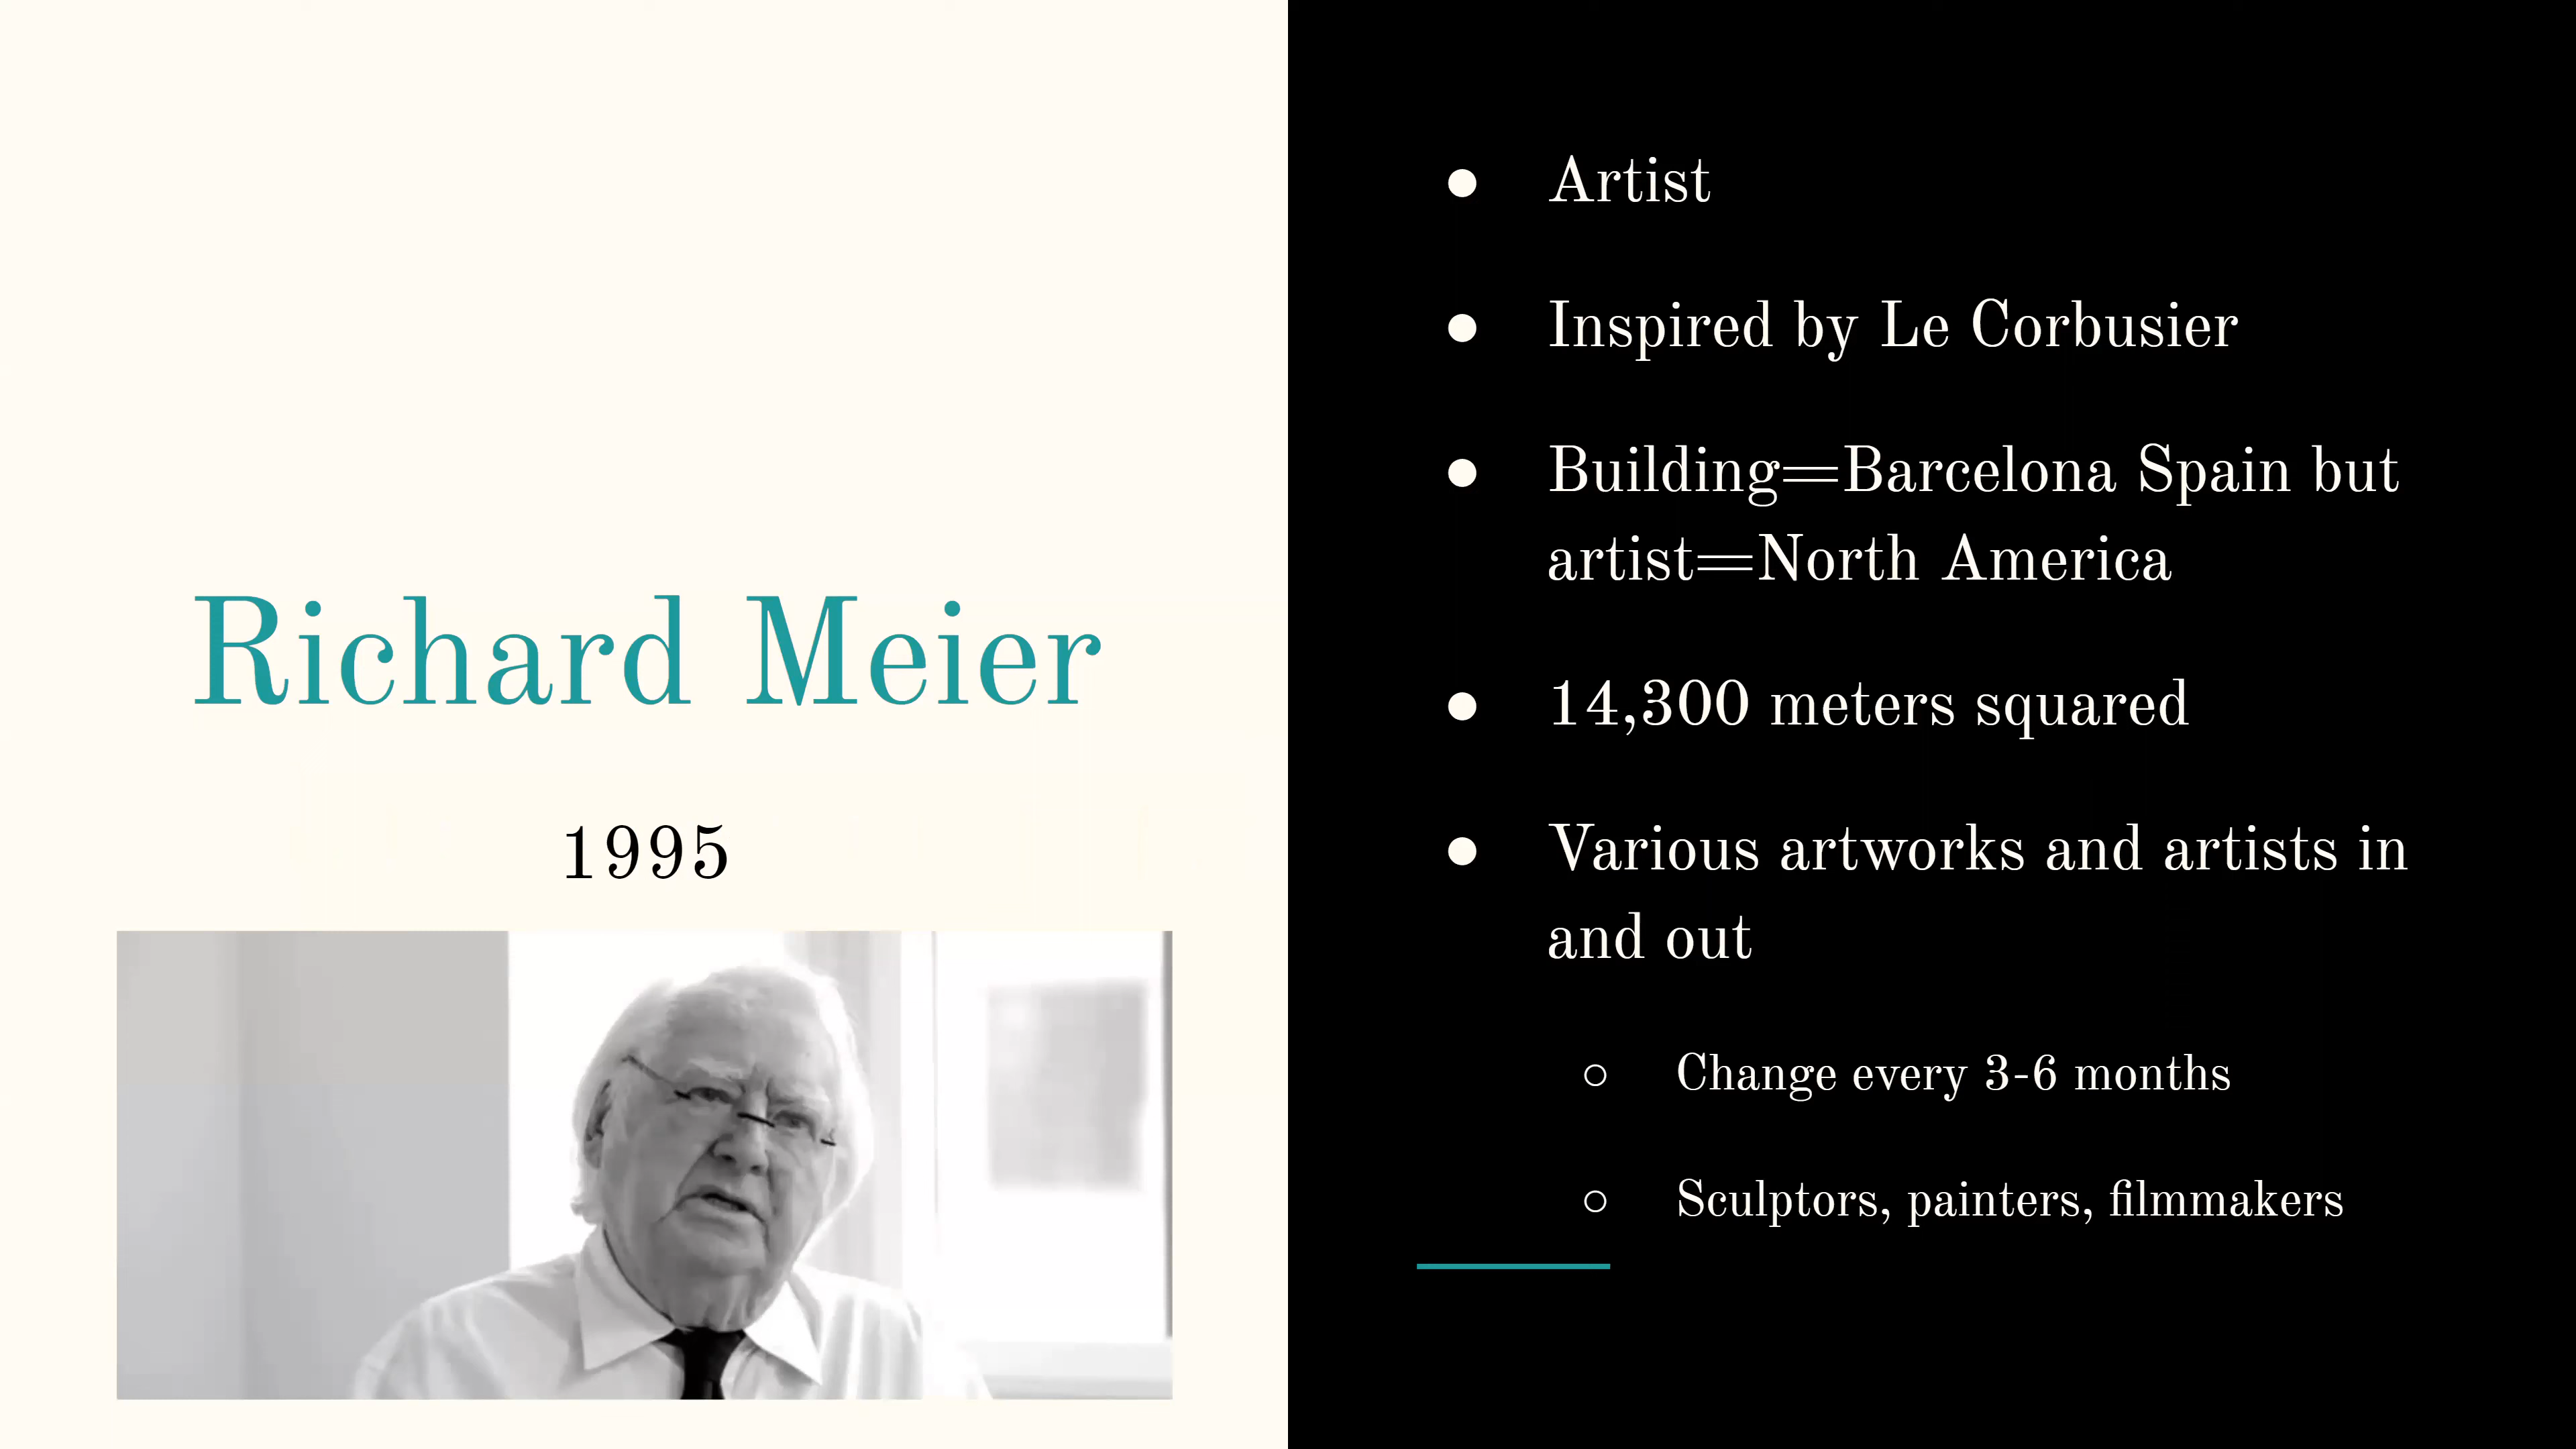 Richard Meier
1995
● Artist
● Inspired by Le Corbusier
● Building=Barcelona Spain but
artist=North America
● 14,300 meters squared
● Various artworks and artists in
and out
○ Change every 3-6 months
○ Sculptors, painters, filmmakers